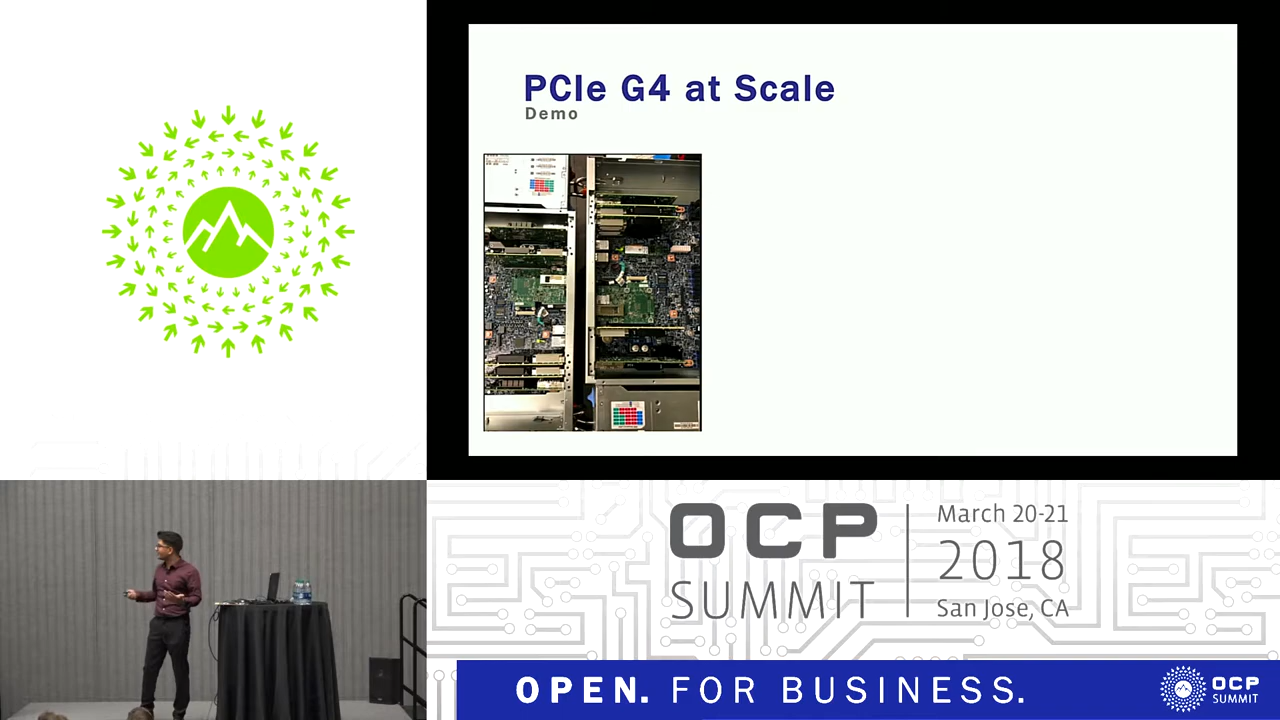 PCIe G4 at Scale
Demo
OCP
SUMMIT
March 20-21
2018
San Jose, CA
OPEN. FOR BUSINESS.
OCP
SUMMIT